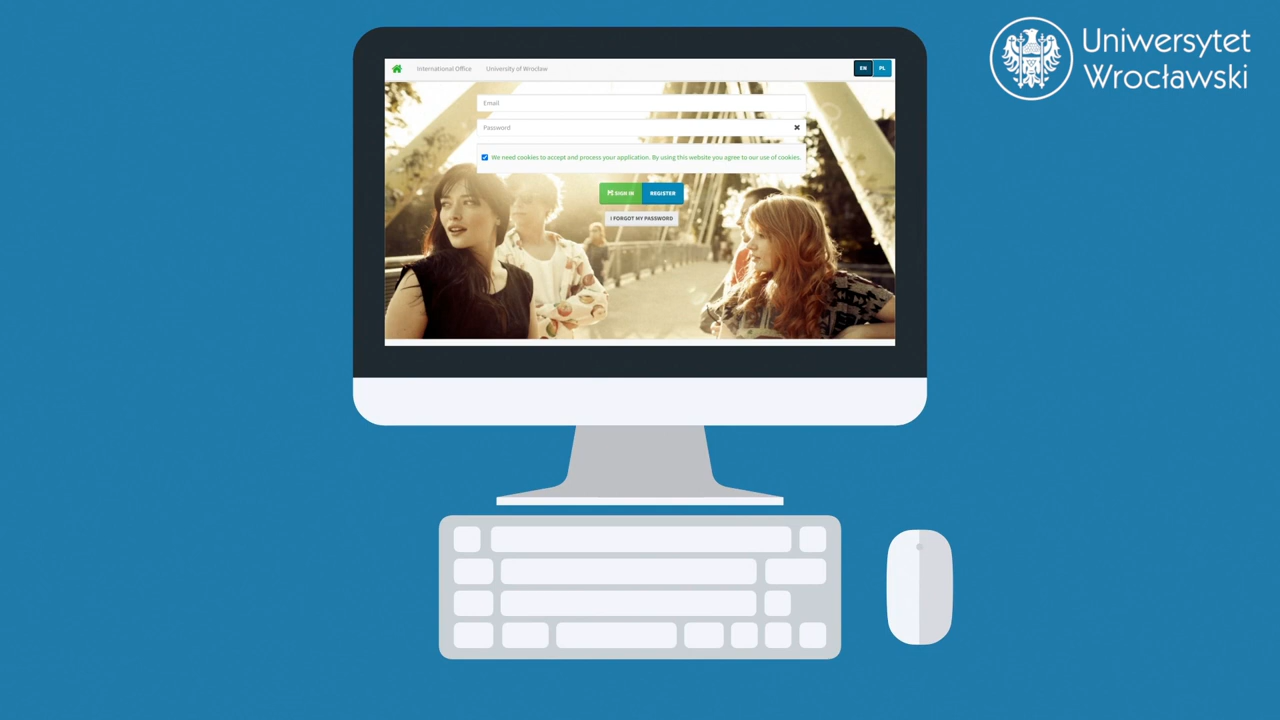 Uniwersytet
Wrocławski
International Office University of Wrocław EN PL
Email
Password
We need cookies to accept and process your application. By using this website you agree to our use of cookies.
SIGN IN REGISTER
I FORGOT MY PASSWORD